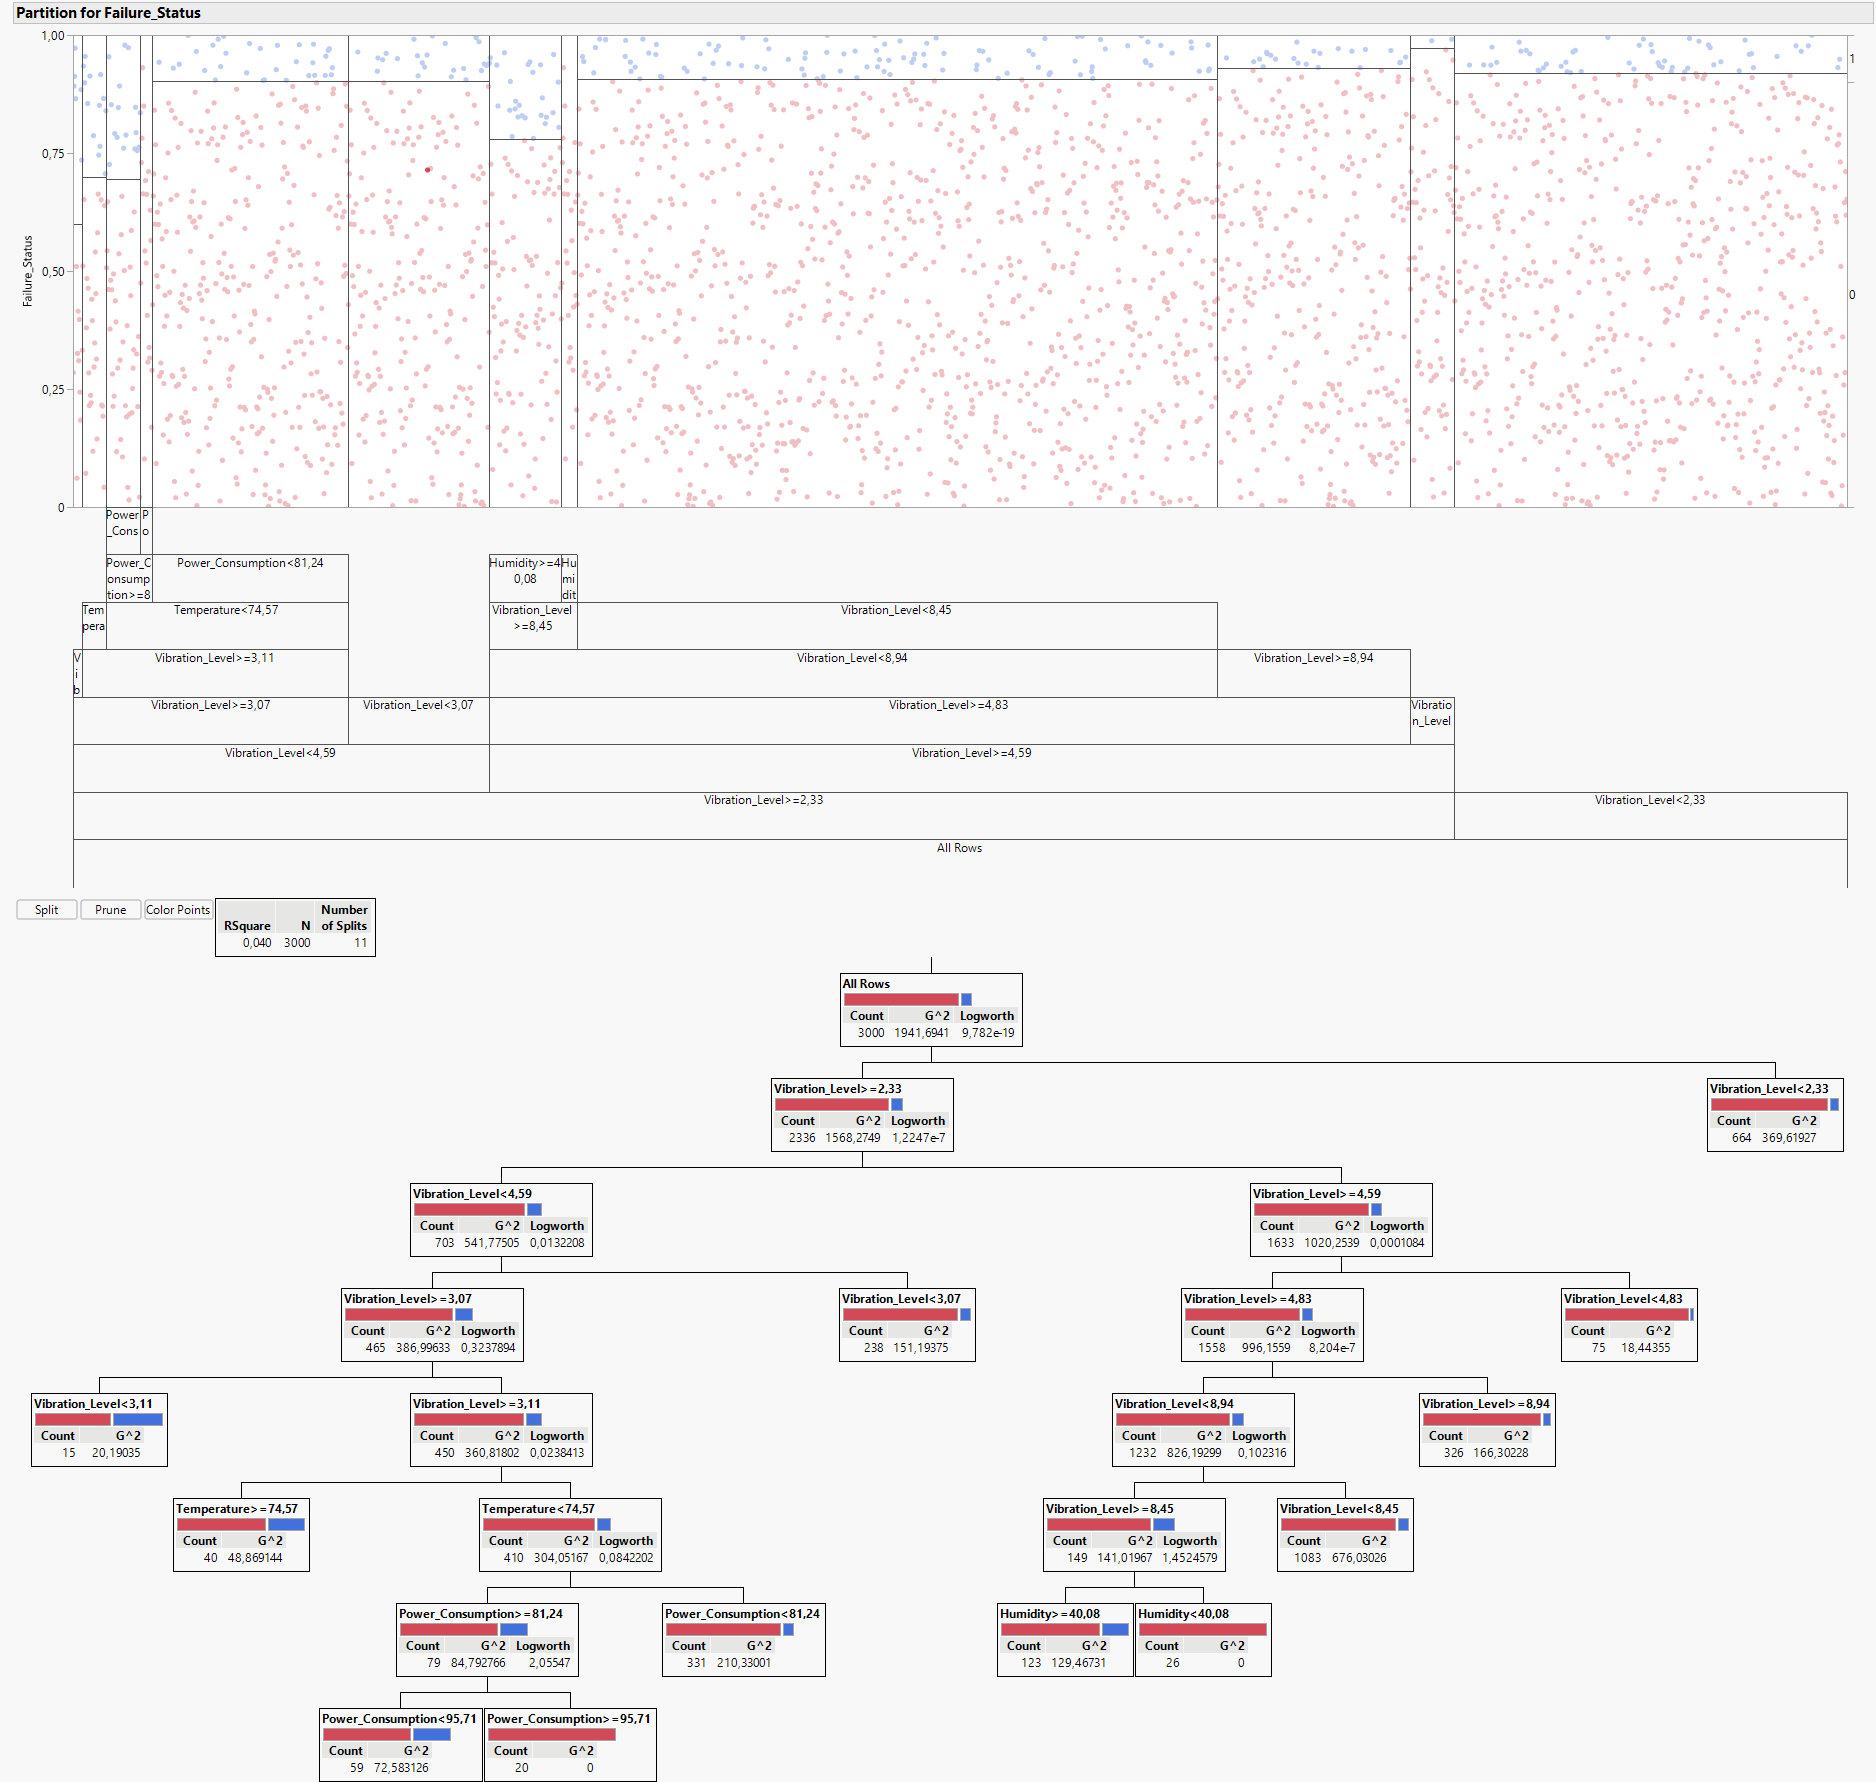 Partition for Failure_Status
1,00
0,75
0,50
0,25
0
Failure_Status
1
0
Power
_Cons
P
o
Power_C
onsump
tion>=8
Power_Consumption<81,24
Humidity>=4
0,08
Hu
mi
dit
Tem
pera
Temperature<74,57
Vibration_Level
>=8,45
Vibration_Level<8,45
V
i
b
Vibration_Level>=3,11
Vibration_Level<8,94
Vibration_Level>=8,94
Vibration_Level>=3,07
Vibration_Level<3,07
Vibration_Level>=4,83
Vibratio
n_Level
Vibration_Level<4,59
Vibration_Level>=4,59
Vibration_Level>=2,33
Vibration_Level<2,33
All Rows
Split
Prune
Color Points
RSquare N Number of Splits
0,040 3000 11
All Rows
Count G^2 Logworth
3000 1941,6941 9,782e-19
Vibration_Level>=2,33
Count G^2 Logworth
2336 1568,2749 1,2247e-7
Vibration_Level<2,33
Count G^2
664 369,61927
Vibration_Level<4,59
Count G^2 Logworth
703 541,77505 0,0132208
Vibration_Level>=4,59
Count G^2 Logworth
1633 1020,2539 0,0001084
Vibration_Level>=3,07
Count G^2 Logworth
465 386,99633 0,3237894
Vibration_Level<3,07
Count G^2
238 151,19375
Vibration_Level>=4,83
Count G^2 Logworth
1558 996,1559 8,204e-7
Vibration_Level<4,83
Count G^2
75 18,44355
Vibration_Level<3,11
Count G^2
15 20,19035
Vibration_Level>=3,11
Count G^2 Logworth
450 360,81802 0,0238413
Vibration_Level<8,94
Count G^2 Logworth
1232 826,19299 0,102316
Vibration_Level>=8,94
Count G^2
326 166,30228
Temperature>=74,57
Count G^2
40 48,869144
Temperature<74,57
Count G^2 Logworth
410 304,05167 0,0842202
Vibration_Level>=8,45
Count G^2 Logworth
149 141,01967 1,4524579
Vibration_Level<8,45
Count G^2
1083 676,03026
Power_Consumption>=81,24
Count G^2 Logworth
79 84,792766 2,05547
Power_Consumption<81,24
Count G^2
331 210,33001
Humidity>=40,08
Count G^2
123 129,46731
Humidity<40,08
Count G^2
26 0
Power_Consumption<95,71
Count G^2
59 72,583126
Power_Consumption>=95,71
Count G^2
20 0